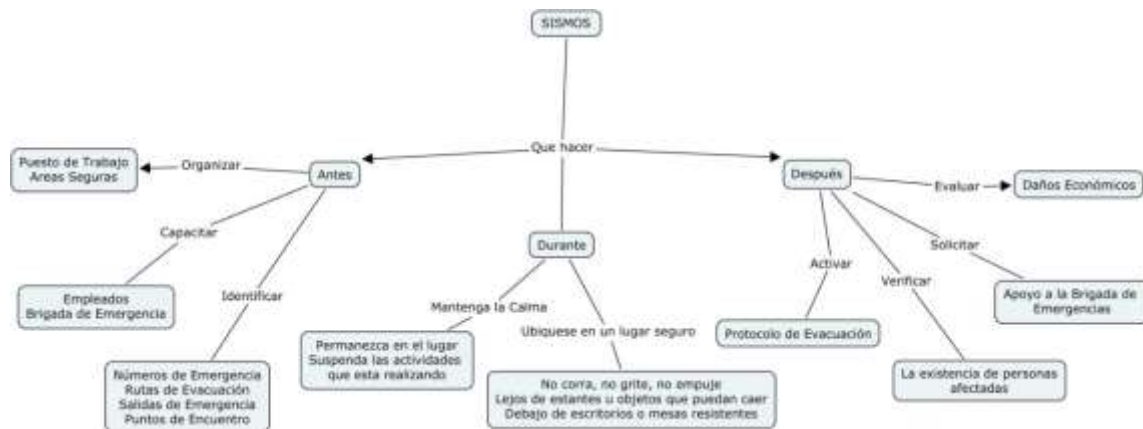 SISMOS
Que hacer
Antes
Organizar
Puesto de Trabajo
Areas Seguras
Capacitar
Empleados
Brigada de Emergencia
Identificar
Números de Emergencia
Rutas de Evacuación
Salidas de Emergencia
Puntos de Encuentro
Durante
Mantenga la Calma
Permanezca en el lugar
Suspenda las actividades
que esta realizando
Ubiquese en un lugar seguro
No corra, no grite, no empuje
Lejos de estantes u objetos que puedan caer
Debajo de escritorios o mesas resistentes
Después
Evaluar
Daños Económicos
Solicitar
Apoyo a la Brigada de
Emergencias
Activar
Protocolo de Evacuación
Verificar
La existencia de personas
afectadas